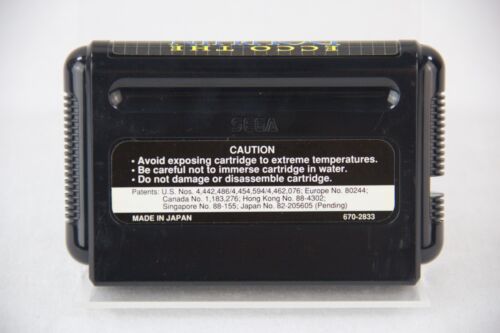 ECCO THE
DOLPHIN
SEGA
CAUTION
• Avoid exposing cartridge to extreme temperatures.
• Be careful not to immerse cartridge in water.
• Do not damage or disassemble cartridge.
Patents: U.S. Nos. 4,442,486/4,454,594/4,462,076; Europe No. 80244;
Canada No. 1,183,276; Hong Kong No. 88-4302;
Singapore No. 88-155; Japan No. 82-205605 (Pending)
MADE IN JAPAN 670-2833